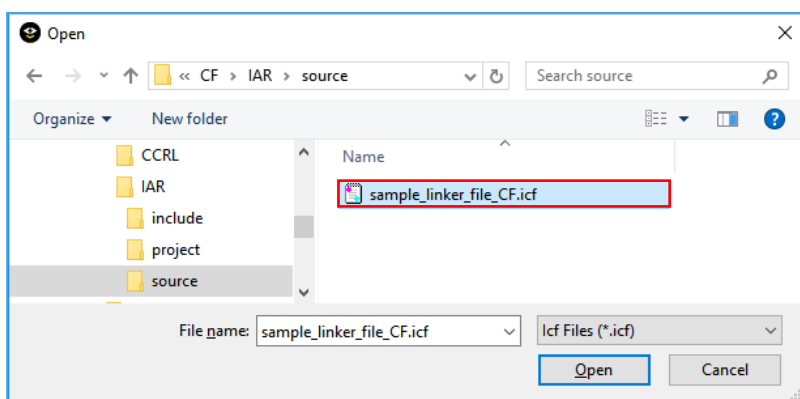 Open
« CF > IAR > source
Search source
Organize
New folder
CCRL
IAR
include
project
source
Name
sample_linker_file_CF.icf
File name: sample_linker_file_CF.icf
Icf Files (*.icf)
Open
Cancel